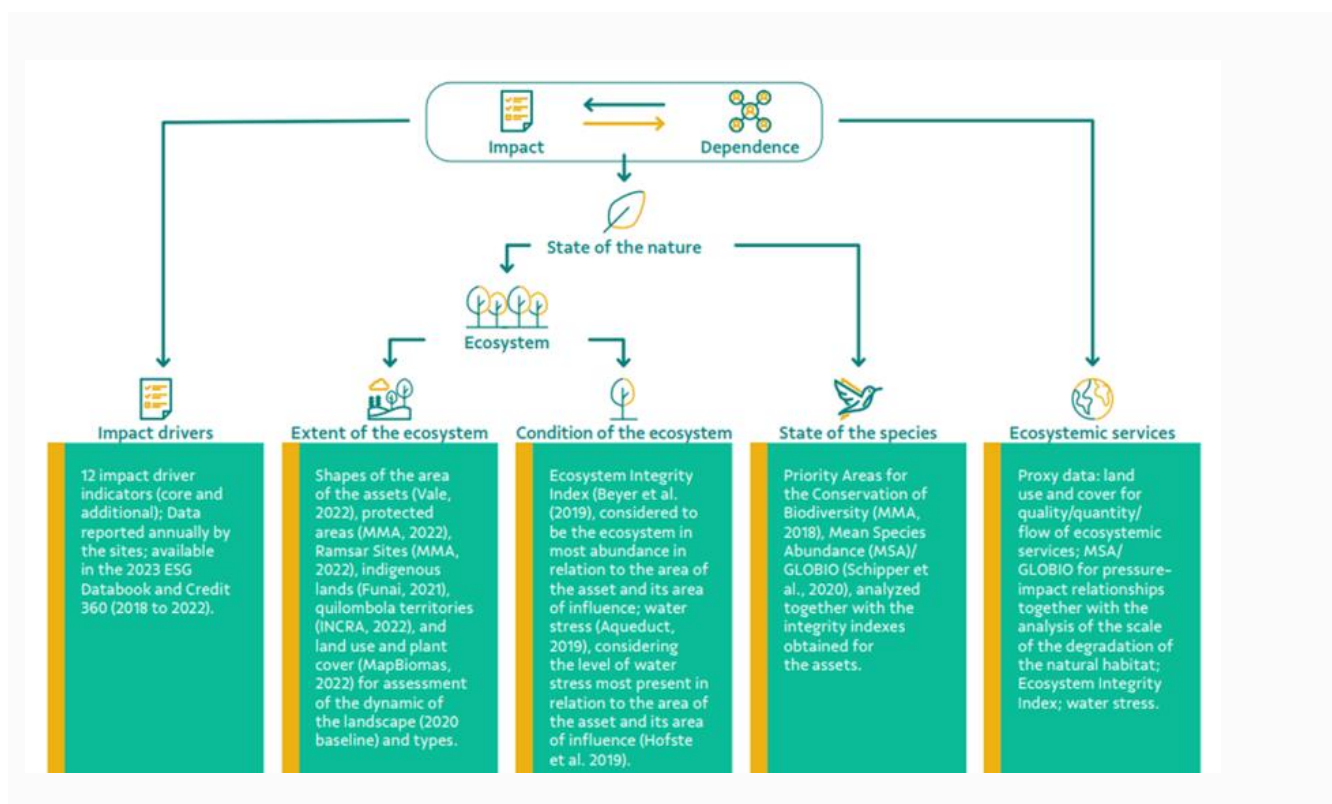 Impact
Dependence
State of the nature
Ecosystem
Impact drivers
12 impact driver
indicators (core and
additional); Data
reported annually by
the sites; available
in the 2023 ESG
Databook and Credit
360 (2018 to 2022).
Extent of the ecosystem
Shapes of the area
of the assets (Vale,
2022), protected
areas (MMA, 2022),
Ramsar Sites (MMA,
2022), indigenous
lands (Funai, 2021),
quilombola territories
(INCRA, 2022), and
land use and plant
cover (MapBiomas,
2022) for assessment
of the dynamic of
the landscape (2020
baseline) and types.
Condition of the ecosystem
Ecosystem Integrity
Index (Beyer et al.
(2019), considered to
be the ecosystem in
most abundance in
relation to the area of
the asset and its area
of influence; water
stress (Aqueduct,
2019), considering
the level of water
stress most present in
relation to the area of
the asset and its area
of influence (Hofste
et al. 2019).
State of the species
Priority Areas for
the Conservation of
Biodiversity (MMA,
2018), Mean Species
Abundance (MSA)/
GLOBIO (Schipper et
al., 2020), analyzed
together with the
integrity indexes
obtained for
the assets.
Ecosystemic services
Proxy data: land
use and cover for
quality/quantity/
flow of ecosystemic
services; MSA/
GLOBIO for pressure-
impact relationships
together with the
analysis of the scale
of the degradation of
the natural habitat;
Ecosystem Integrity
Index; water stress.